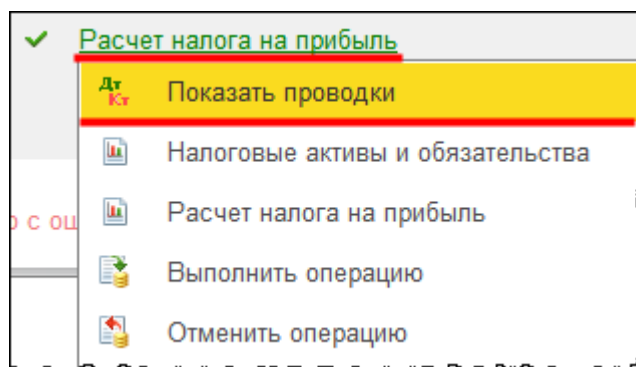 Расчет налога на прибыль
Дт
Кт
Показать проводки
Налоговые активы и обязательства
Расчет налога на прибыль
с ош
Выполнить операцию
Отменить операцию